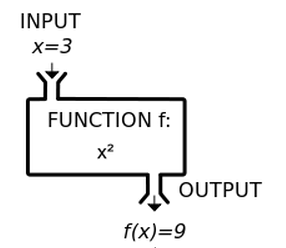 INPUT
x=3
FUNCTION f:
x²
OUTPUT
f(x)=9